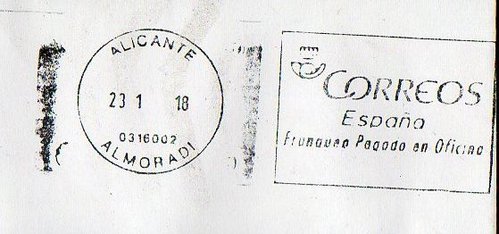 ALICANTE
23 1 18
0316002
ALMORADI
CORREOS
España
Franqueo Pagado en Oficina